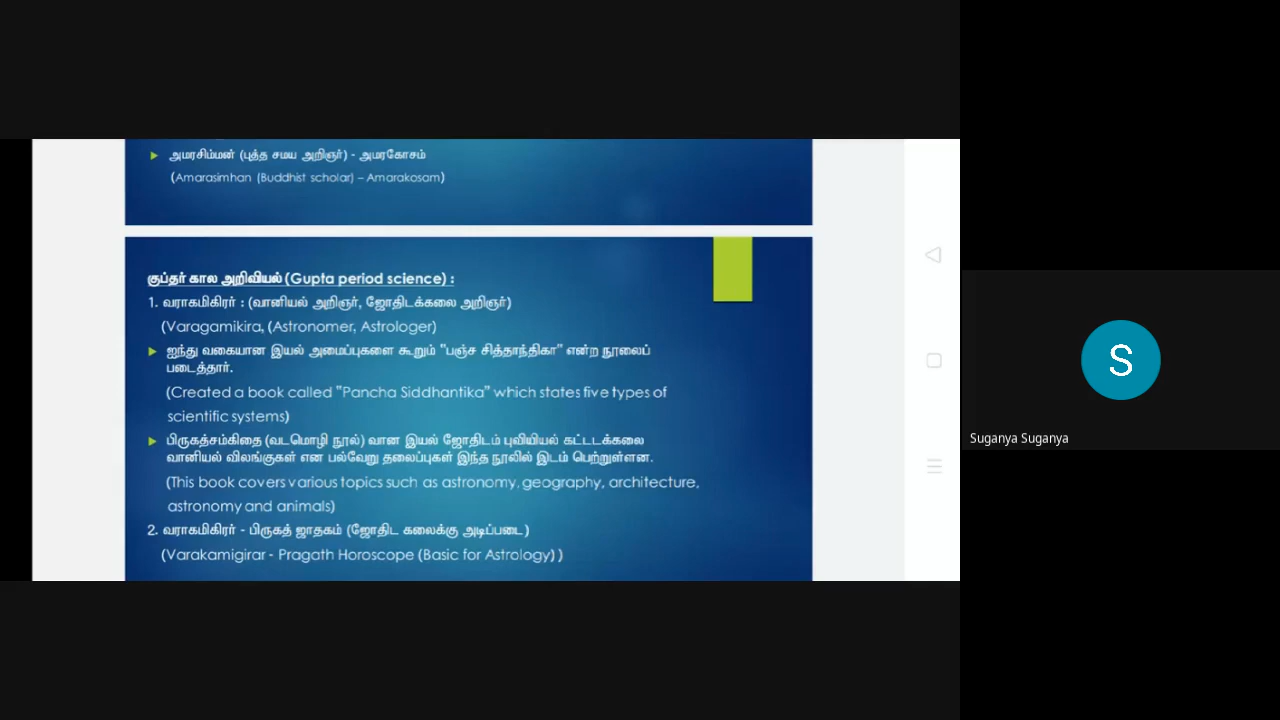 அமரசிம்மன் (புத்த சமய அறிஞர்) - அமரகோசம்
(Amarasimhan (Buddhist scholar) – Amarakosam)
குப்தர் கால அறிவியல் (Gupta period science) :
1. வராகமிகிரர் : (வானியல் அறிஞர், ஜோதிடக்கலை அறிஞர்)
(Varagamikira, (Astronomer, Astrologer)
ஐந்து வகையான இயல் அமைப்புகளை கூறும் "பஞ்ச சித்தாந்திகா" என்ற நூலைப்
படைத்தார்.
(Created a book called "Pancha Siddhantika" which states five types of
scientific systems)
பிருகத்சம்கிதை (வடமொழி நூல்) வான இயல் ஜோதிடம் புவியியல் கட்டடக்கலை
வானியல் விலங்குகள் என பல்வேறு தலைப்புகள் இந்த நூலில் இடம் பெற்றுள்ளன.
(This book covers various topics such as astronomy, geography, architecture,
astronomy and animals)
2. வராகமிகிரர் - பிருகத் ஜாதகம் (ஜோதிட கலைக்கு அடிப்படை)
(Varakamigirar - Pragath Horoscope (Basic for Astrology) )
S
Suganya Suganya